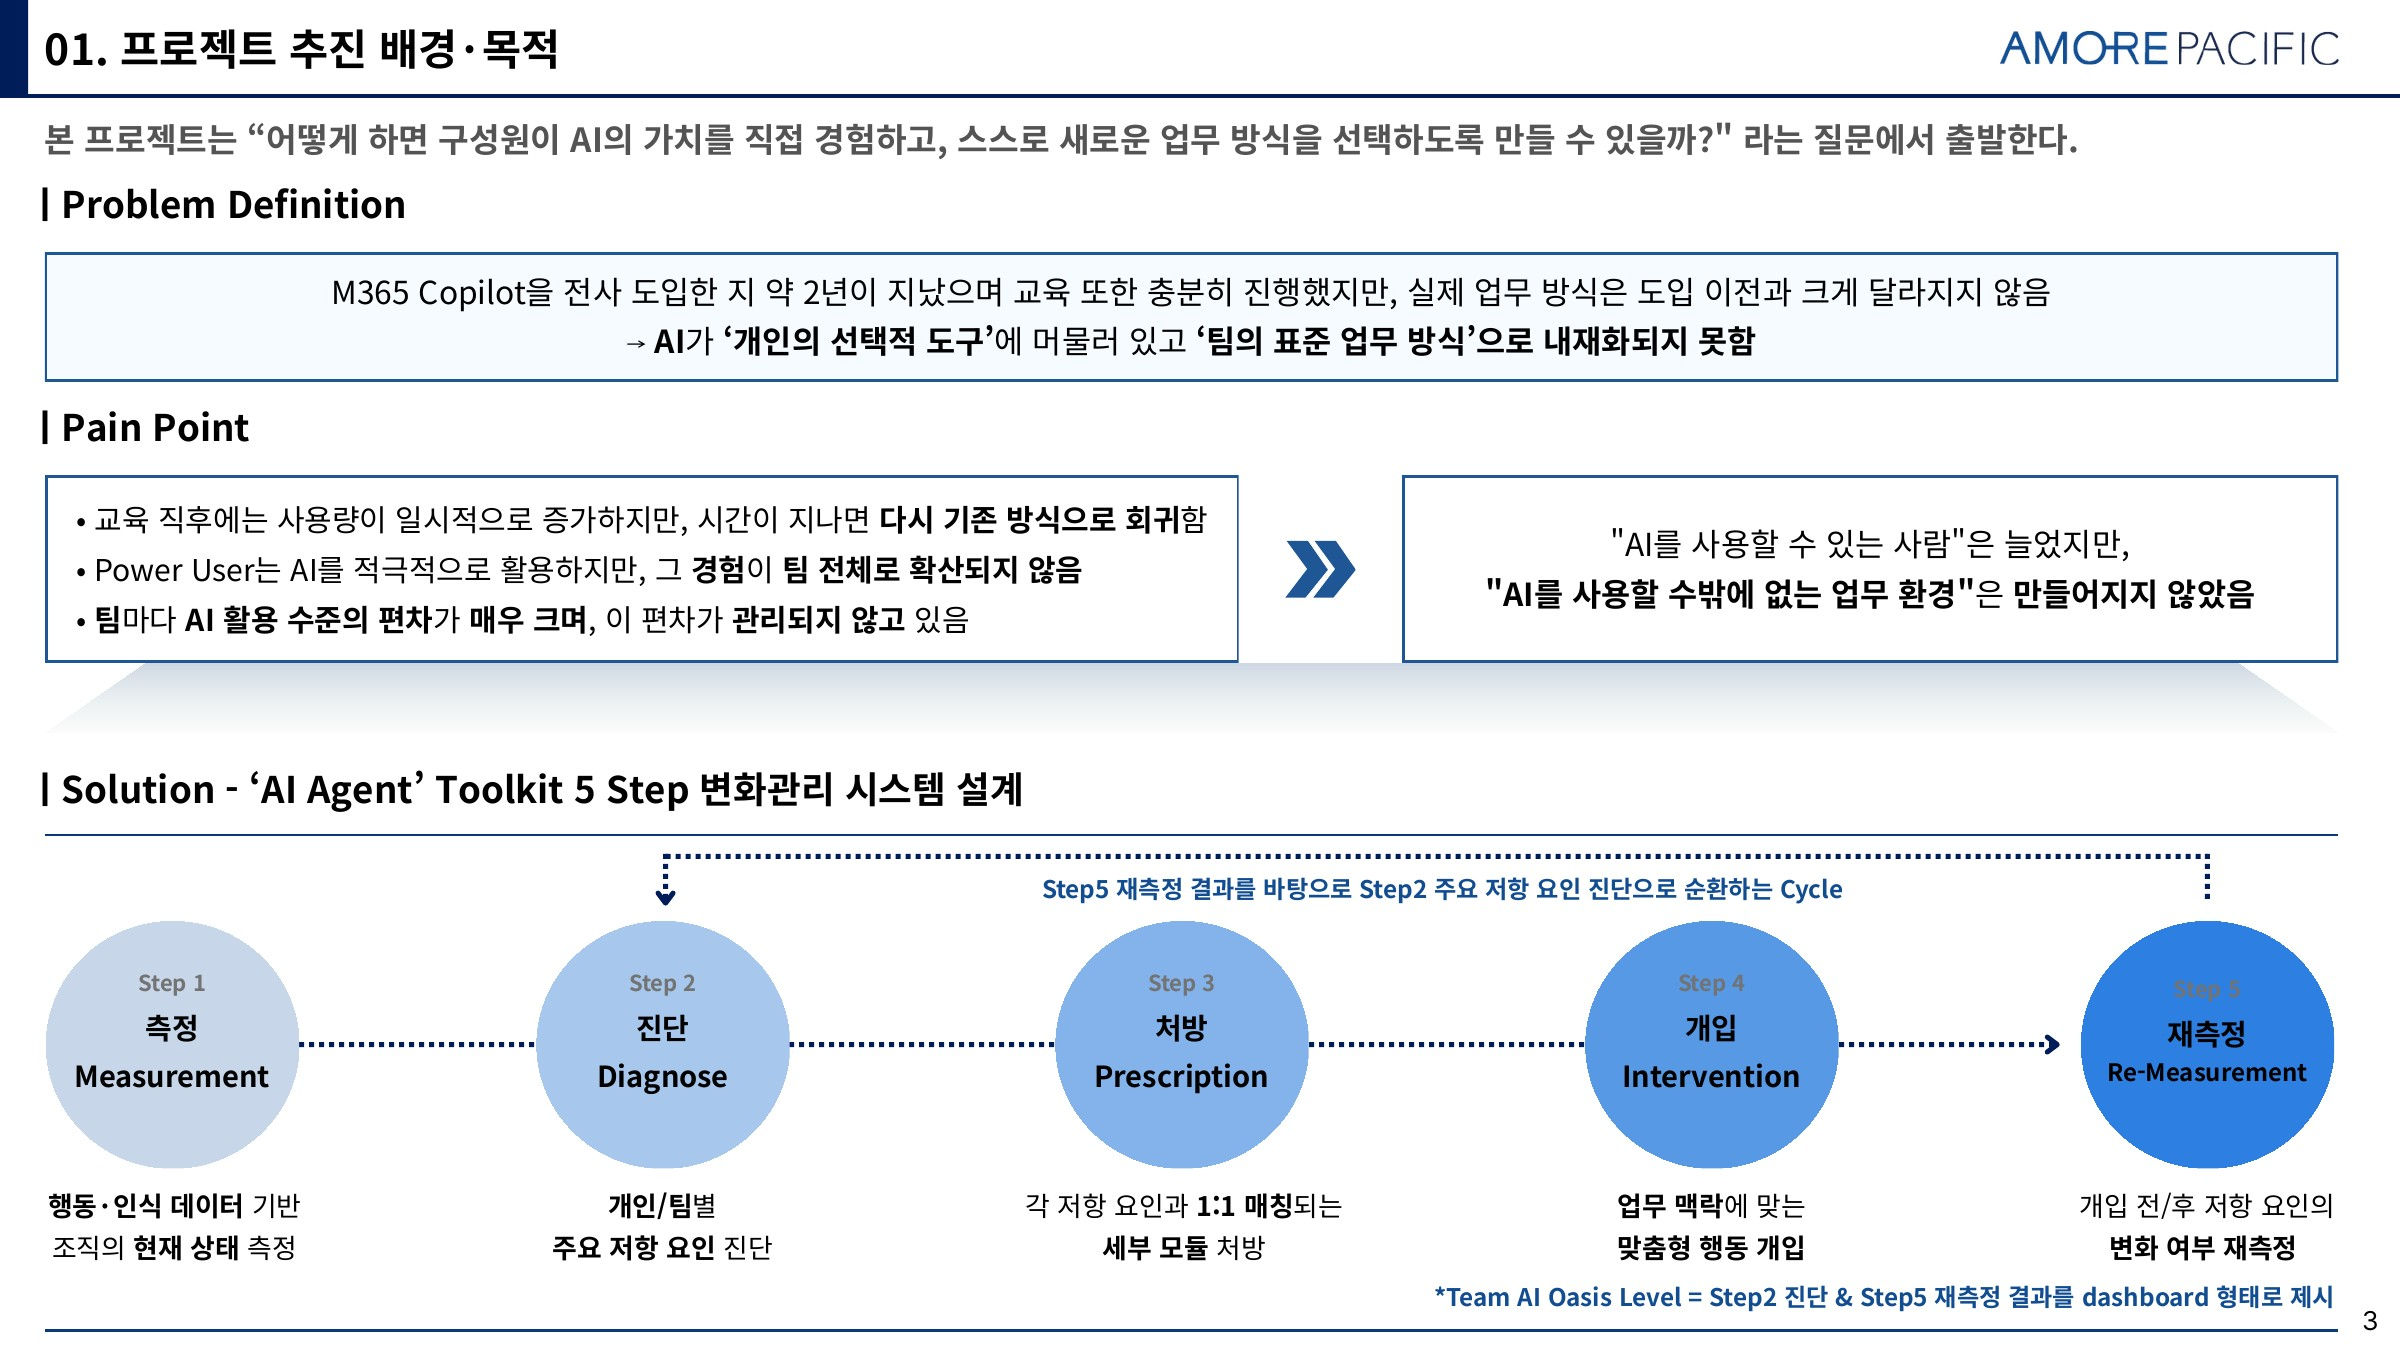 01. 프로젝트 추진 배경·목적
AMOREPACIFIC
본 프로젝트는 “어떻게 하면 구성원이 AI의 가치를 직접 경험하고, 스스로 새로운 업무 방식을 선택하도록 만들 수 있을까?" 라는 질문에서 출발한다.
Problem Definition
M365 Copilot을 전사 도입한 지 약 2년이 지났으며 교육 또한 충분히 진행했지만, 실제 업무 방식은 도입 이전과 크게 달라지지 않음
→ AI가 ‘개인의 선택적 도구’에 머물러 있고 ‘팀의 표준 업무 방식’으로 내재화되지 못함
Pain Point
• 교육 직후에는 사용량이 일시적으로 증가하지만, 시간이 지나면 다시 기존 방식으로 회귀함
• Power User는 AI를 적극적으로 활용하지만, 그 경험이 팀 전체로 확산되지 않음
• 팀마다 AI 활용 수준의 편차가 매우 크며, 이 편차가 관리되지 않고 있음
"AI를 사용할 수 있는 사람"은 늘었지만,
"AI를 사용할 수밖에 없는 업무 환경"은 만들어지지 않았음
Solution - ‘AI Agent’ Toolkit 5 Step 변화관리 시스템 설계
Step5 재측정 결과를 바탕으로 Step2 주요 저항 요인 진단으로 순환하는 Cycle
Step 1
측정
Measurement
행동·인식 데이터 기반
조직의 현재 상태 측정
Step 2
진단
Diagnose
개인/팀별
주요 저항 요인 진단
Step 3
처방
Prescription
각 저항 요인과 1:1 매칭되는
세부 모듈 처방
Step 4
개입
Intervention
업무 맥락에 맞는
맞춤형 행동 개입
Step 5
재측정
Re-Measurement
개입 전/후 저항 요인의
변화 여부 재측정
*Team AI Oasis Level = Step2 진단 & Step5 재측정 결과를 dashboard 형태로 제시
3